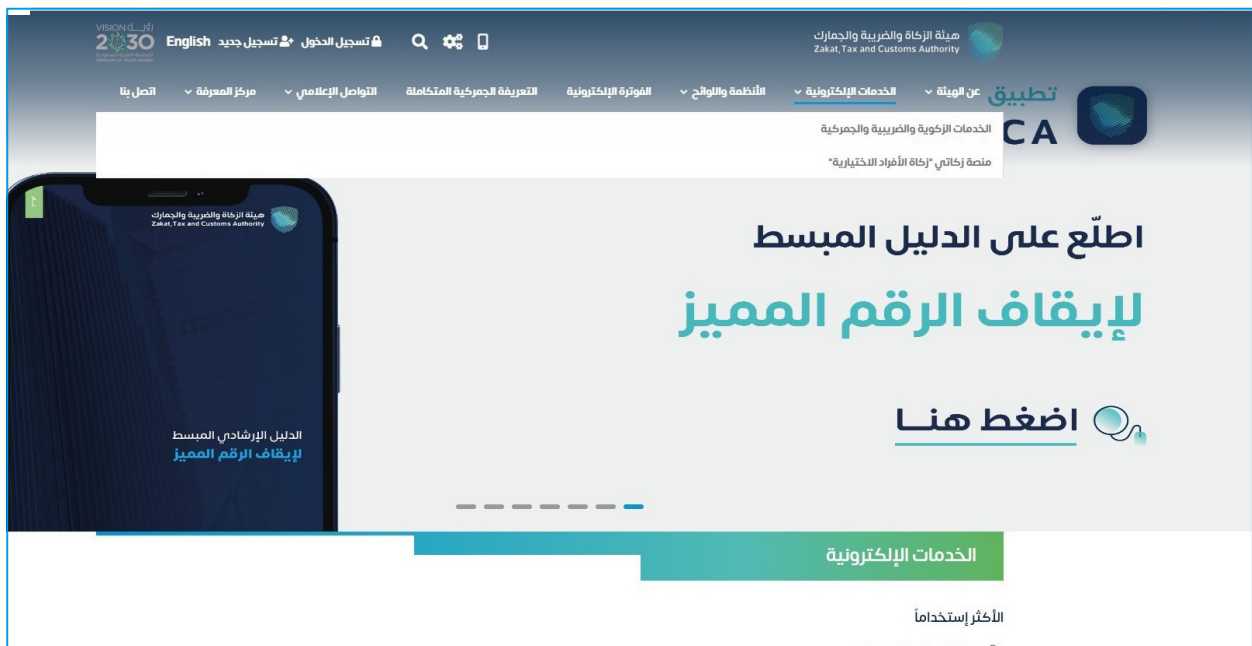 هيئة الزكاة والضريبة والجمارك
Zakat, Tax and Customs Authority
تسجيل الدخول
تسجيل جديد
English
VISION رؤيـــة
2030
عن الهيئة
الخدمات الإلكترونية
الأنظمة واللوائح
الفوترة الإلكترونية
التعريفة الجمركية المتكاملة
التواصل الإعلامي
مركز المعرفة
اتصل بنا
تطبيق
CA
الخدمات الزكوية والضريبية والجمركية
منصة زكاتي "زكاة الأفراد الاختيارية"
اطلّع على الدليل المبسط
لإيقاف الرقم المميز
اضغط هنــا
هيئة الزكاة والضريبة والجمارك
Zakat, Tax and Customs Authority
الدليل الإرشادي المبسط
لإيقاف الرقم المميز
الخدمات الإلكترونية
الأكثر إستخداماً